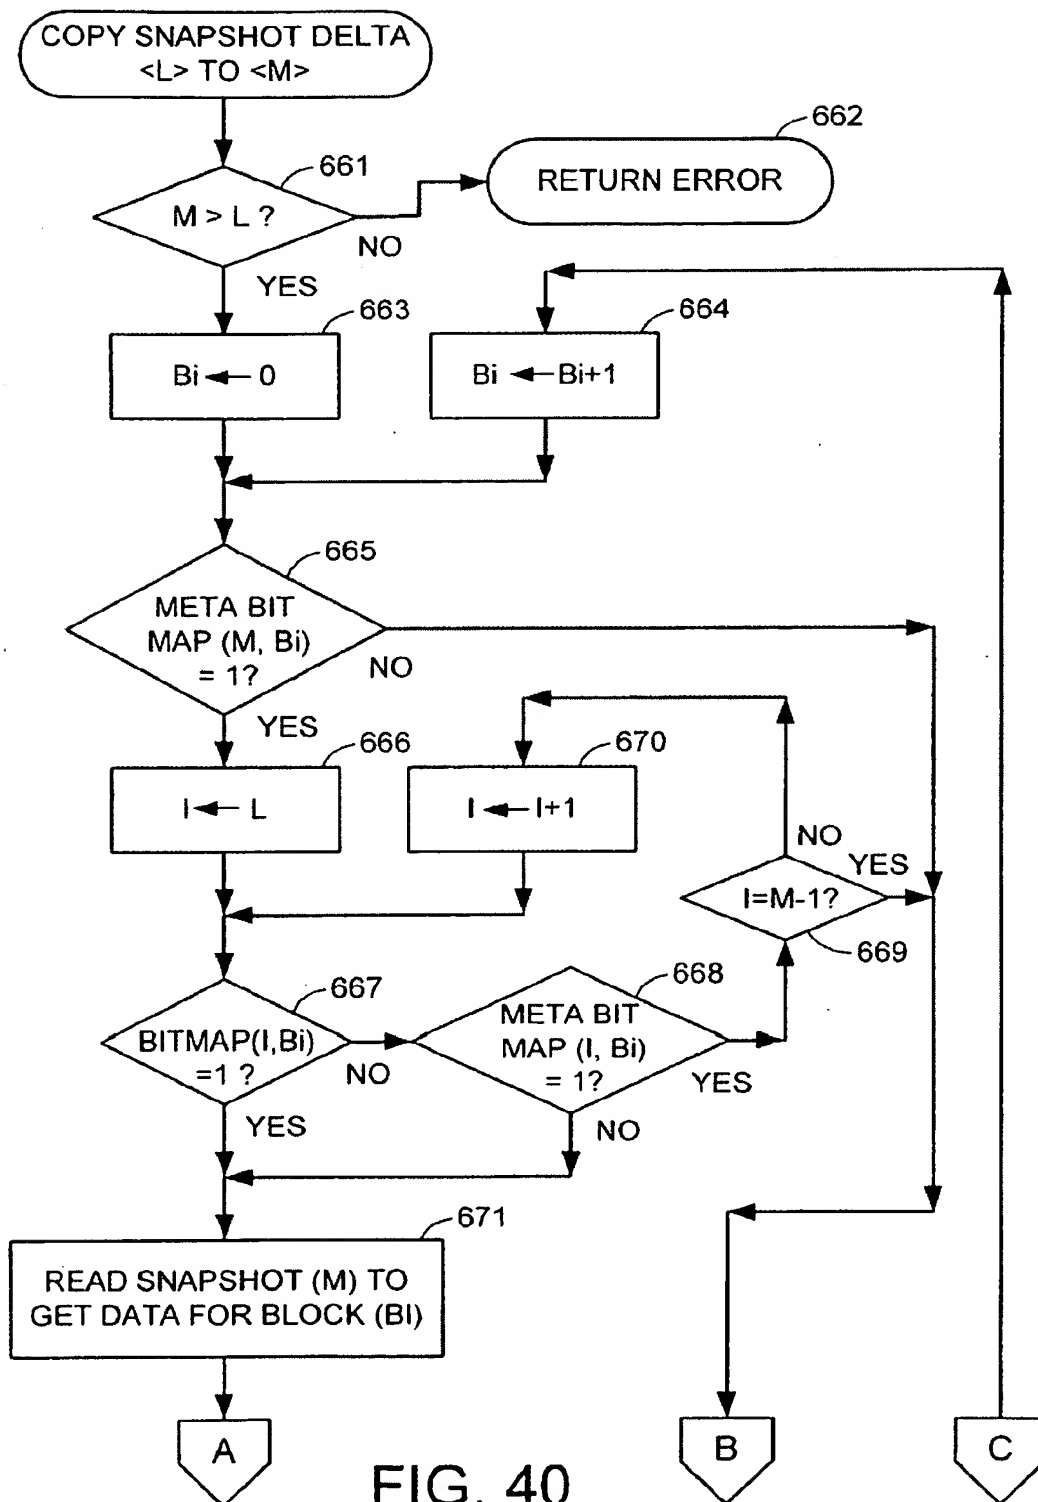 COPY SNAPSHOT DELTA
<L> TO <M>
662
RETURN ERROR
661
M > L ?
NO
YES
663
Bi ← 0
664
Bi ← Bi+1
665
META BIT
MAP (M, Bi)
= 1?
NO
YES
666
I ← L
670
I ← I+1
NO
YES
I=M-1?
669
667
BITMAP(I,Bi)
=1 ?
NO
YES
668
META BIT
MAP (I, Bi)
= 1?
YES
NO
671
READ SNAPSHOT (M) TO
GET DATA FOR BLOCK (BI)
A
B
C
FIG. 40